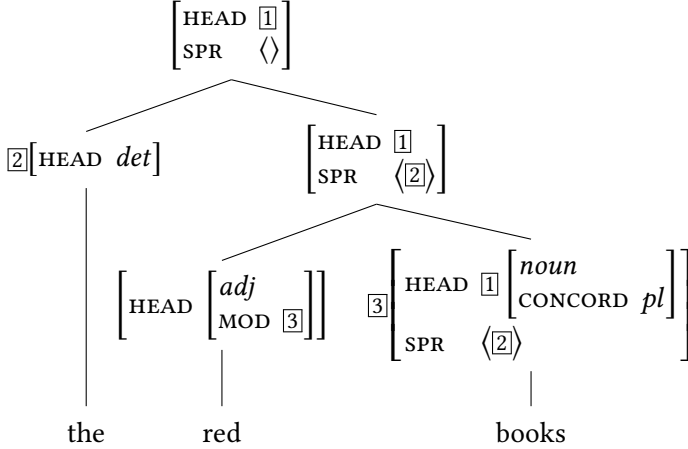 HEAD 1
SPR ⟨⟩
2[HEAD det]
HEAD 1
SPR ⟨2⟩
HEAD [adj
MOD 3]
3[HEAD 1 [noun
CONCORD pl]
SPR ⟨2⟩]
the red books